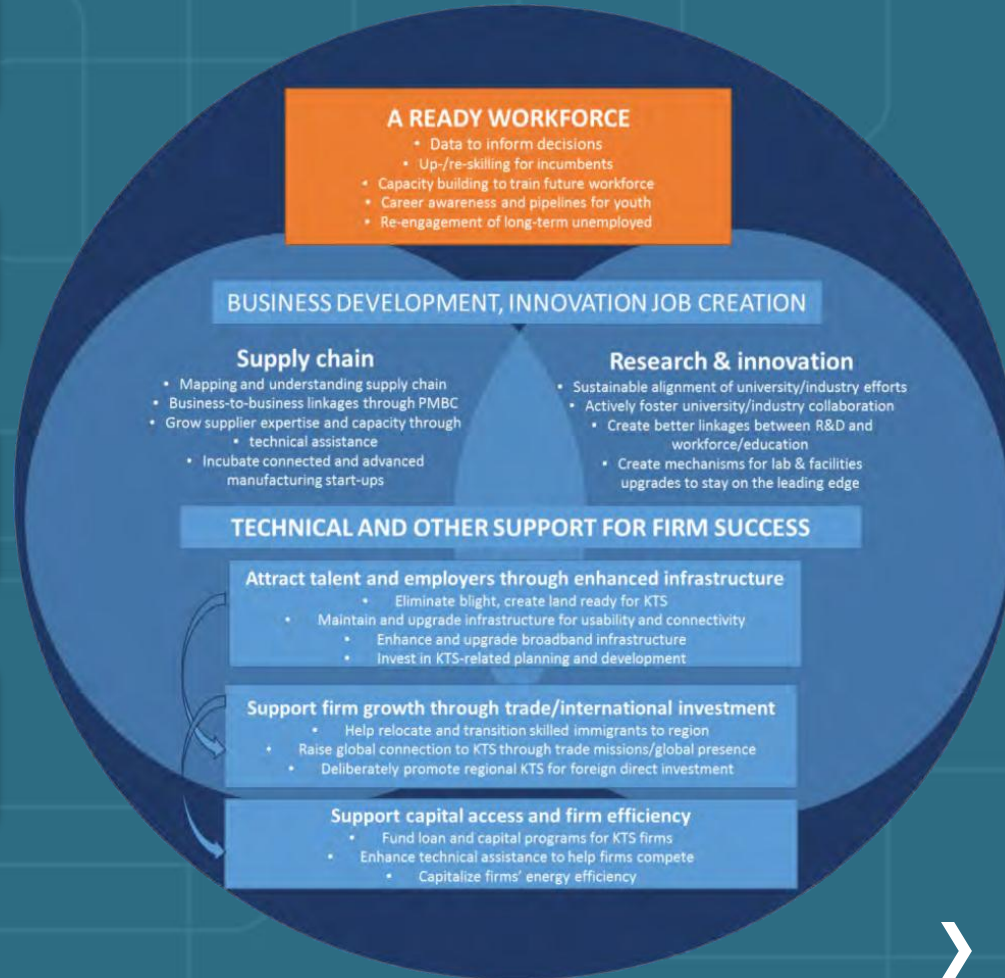 A READY WORKFORCE
• Data to inform decisions
• Up-/re-skilling for incumbents
• Capacity building to train future workforce
• Career awareness and pipelines for youth
• Re-engagement of long-term unemployed
BUSINESS DEVELOPMENT, INNOVATION JOB CREATION
Supply chain
• Mapping and understanding supply chain
• Business-to-business linkages through PMBC
• Grow supplier expertise and capacity through
• technical assistance
• Incubate connected and advanced
manufacturing start-ups
Research & innovation
• Sustainable alignment of university/industry efforts
• Actively foster university/industry collaboration
• Create better linkages between R&D and
workforce/education
• Create mechanisms for lab & facilities
upgrades to stay on the leading edge
TECHNICAL AND OTHER SUPPORT FOR FIRM SUCCESS
Attract talent and employers through enhanced infrastructure
• Eliminate blight, create land ready for KTS
• Maintain and upgrade infrastructure for usability and connectivity
• Enhance and upgrade broadband infrastructure
• Invest in KTS-related planning and development
Support firm growth through trade/international investment
• Help relocate and transition skilled immigrants to region
• Raise global connection to KTS through trade missions/global presence
• Deliberately promote regional KTS for foreign direct investment
Support capital access and firm efficiency
• Fund loan and capital programs for KTS firms
• Enhance technical assistance to help firms compete
• Capitalize firms' energy efficiency